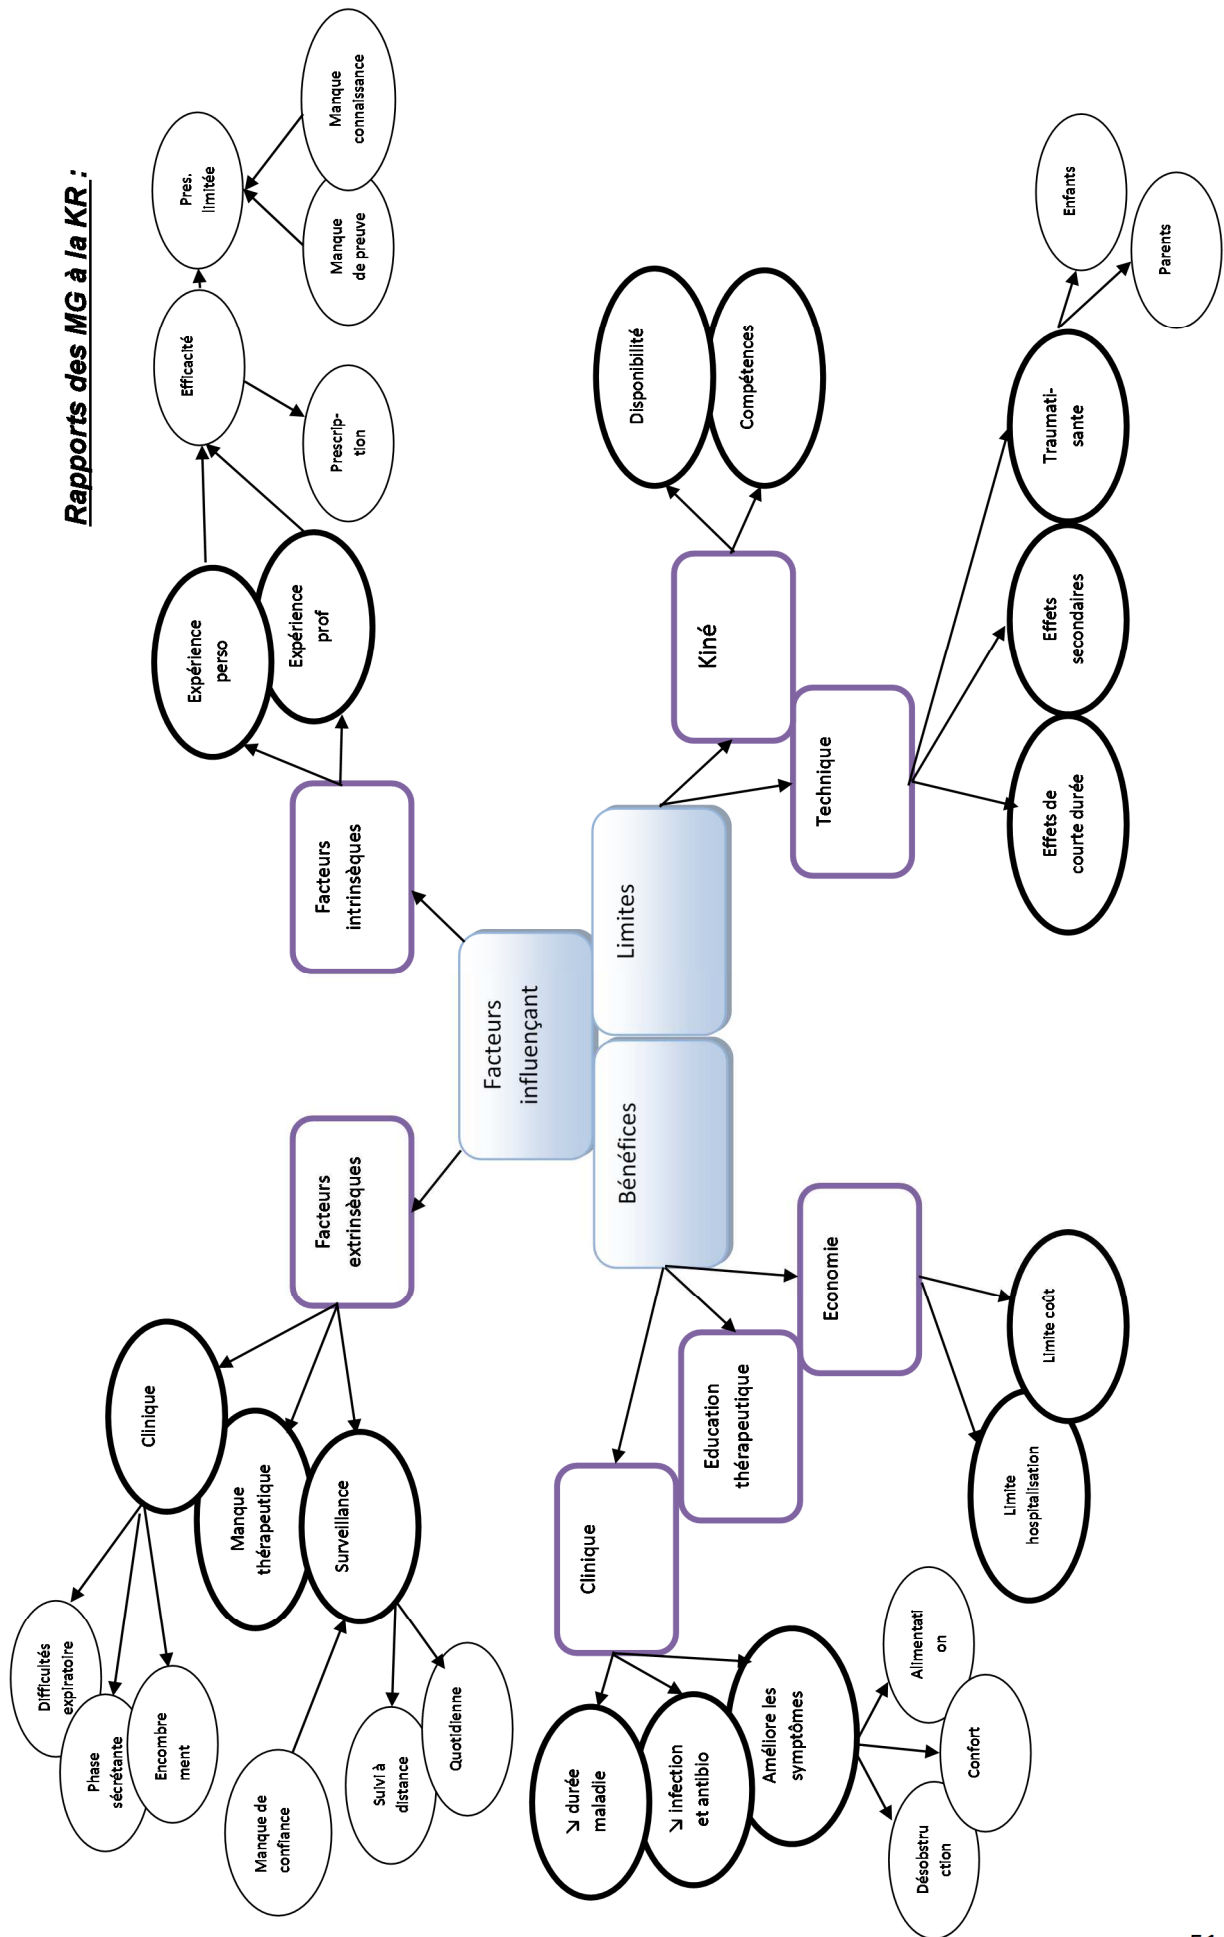 Rapports des MG à la KR :
Difficultés
expiratoire
Phase
sécrétante
Encombre
ment
Clinique
Manque
thérapeutique
Surveillance
Manque de
confiance
Suivi à
distance
Quotidienne
Facteurs
extrinsèques
Facteurs
intrinsèques
Expérience
perso
Expérience
prof
Efficacité
Prescrip-
tion
Pres.
limitée
Manque
de preuve
Manque
connaissance
Facteurs
influençant
Bénéfices
Limites
Clinique
Education
thérapeutique
Economie
↘ durée
maladie
↘ infection
et antibio
Améliore les
symptômes
Désobstru
ction
Confort
Alimentati
on
Limite
hospitalisation
Limite coût
Kiné
Technique
Disponibilité
Compétences
Effets de
courte durée
Effets
secondaires
Traumati-
sante
Enfants
Parents